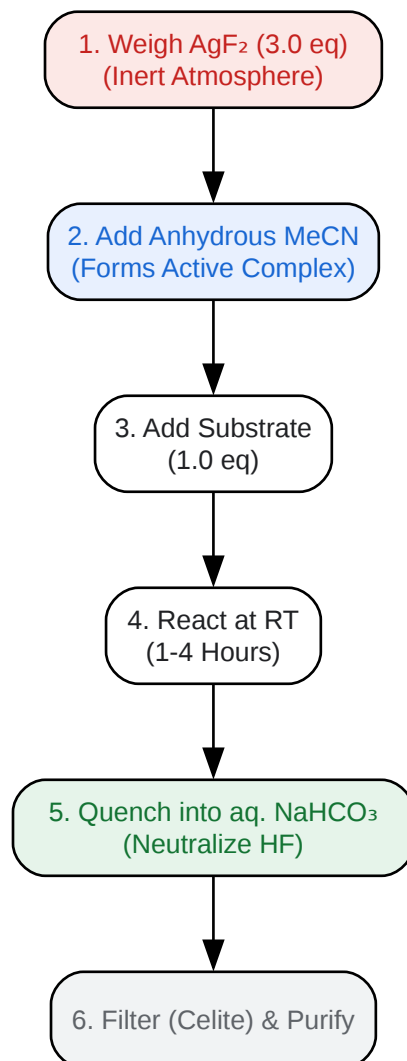 1. Weigh AgF₂ (3.0 eq)
(Inert Atmosphere)
2. Add Anhydrous MeCN
(Forms Active Complex)
3. Add Substrate
(1.0 eq)
4. React at RT
(1-4 Hours)
5. Quench into aq. NaHCO₃
(Neutralize HF)
6. Filter (Celite) & Purify